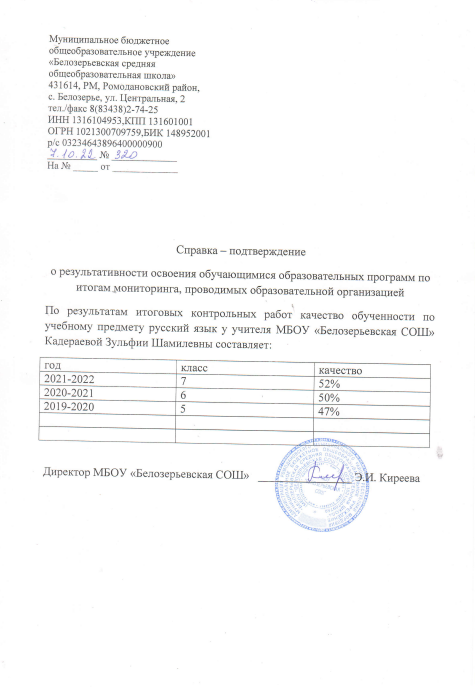 Муниципальное бюджетное
общеобразовательное учреждение
«Белозерьевская средняя
общеобразовательная школа»
431614, РМ, Ромодановский район,
с. Белозерье, ул. Центральная, 2
тел./факс 8(83438)2-74-25
ИНН 1316104953,КПП 131601001
ОГРН 1021300709759,БИК 148952001
р/с 03234643896400000900
7.10.22 № 320
На № _____ от ____________
Справка – подтверждение
о результативности освоения обучающимися образовательных программ по
итогам мониторинга, проводимых образовательной организацией
По результатам итоговых контрольных работ качество обученности по
учебному предмету русский язык у учителя МБОУ «Белозерьевская СОШ»
Кадераевой Зульфии Шамилевны составляет:
год класс качество
2021-2022 7 52%
2020-2021 6 50%
2019-2020 5 47%
Директор МБОУ «Белозерьевская СОШ» ________________ Э.И. Киреева